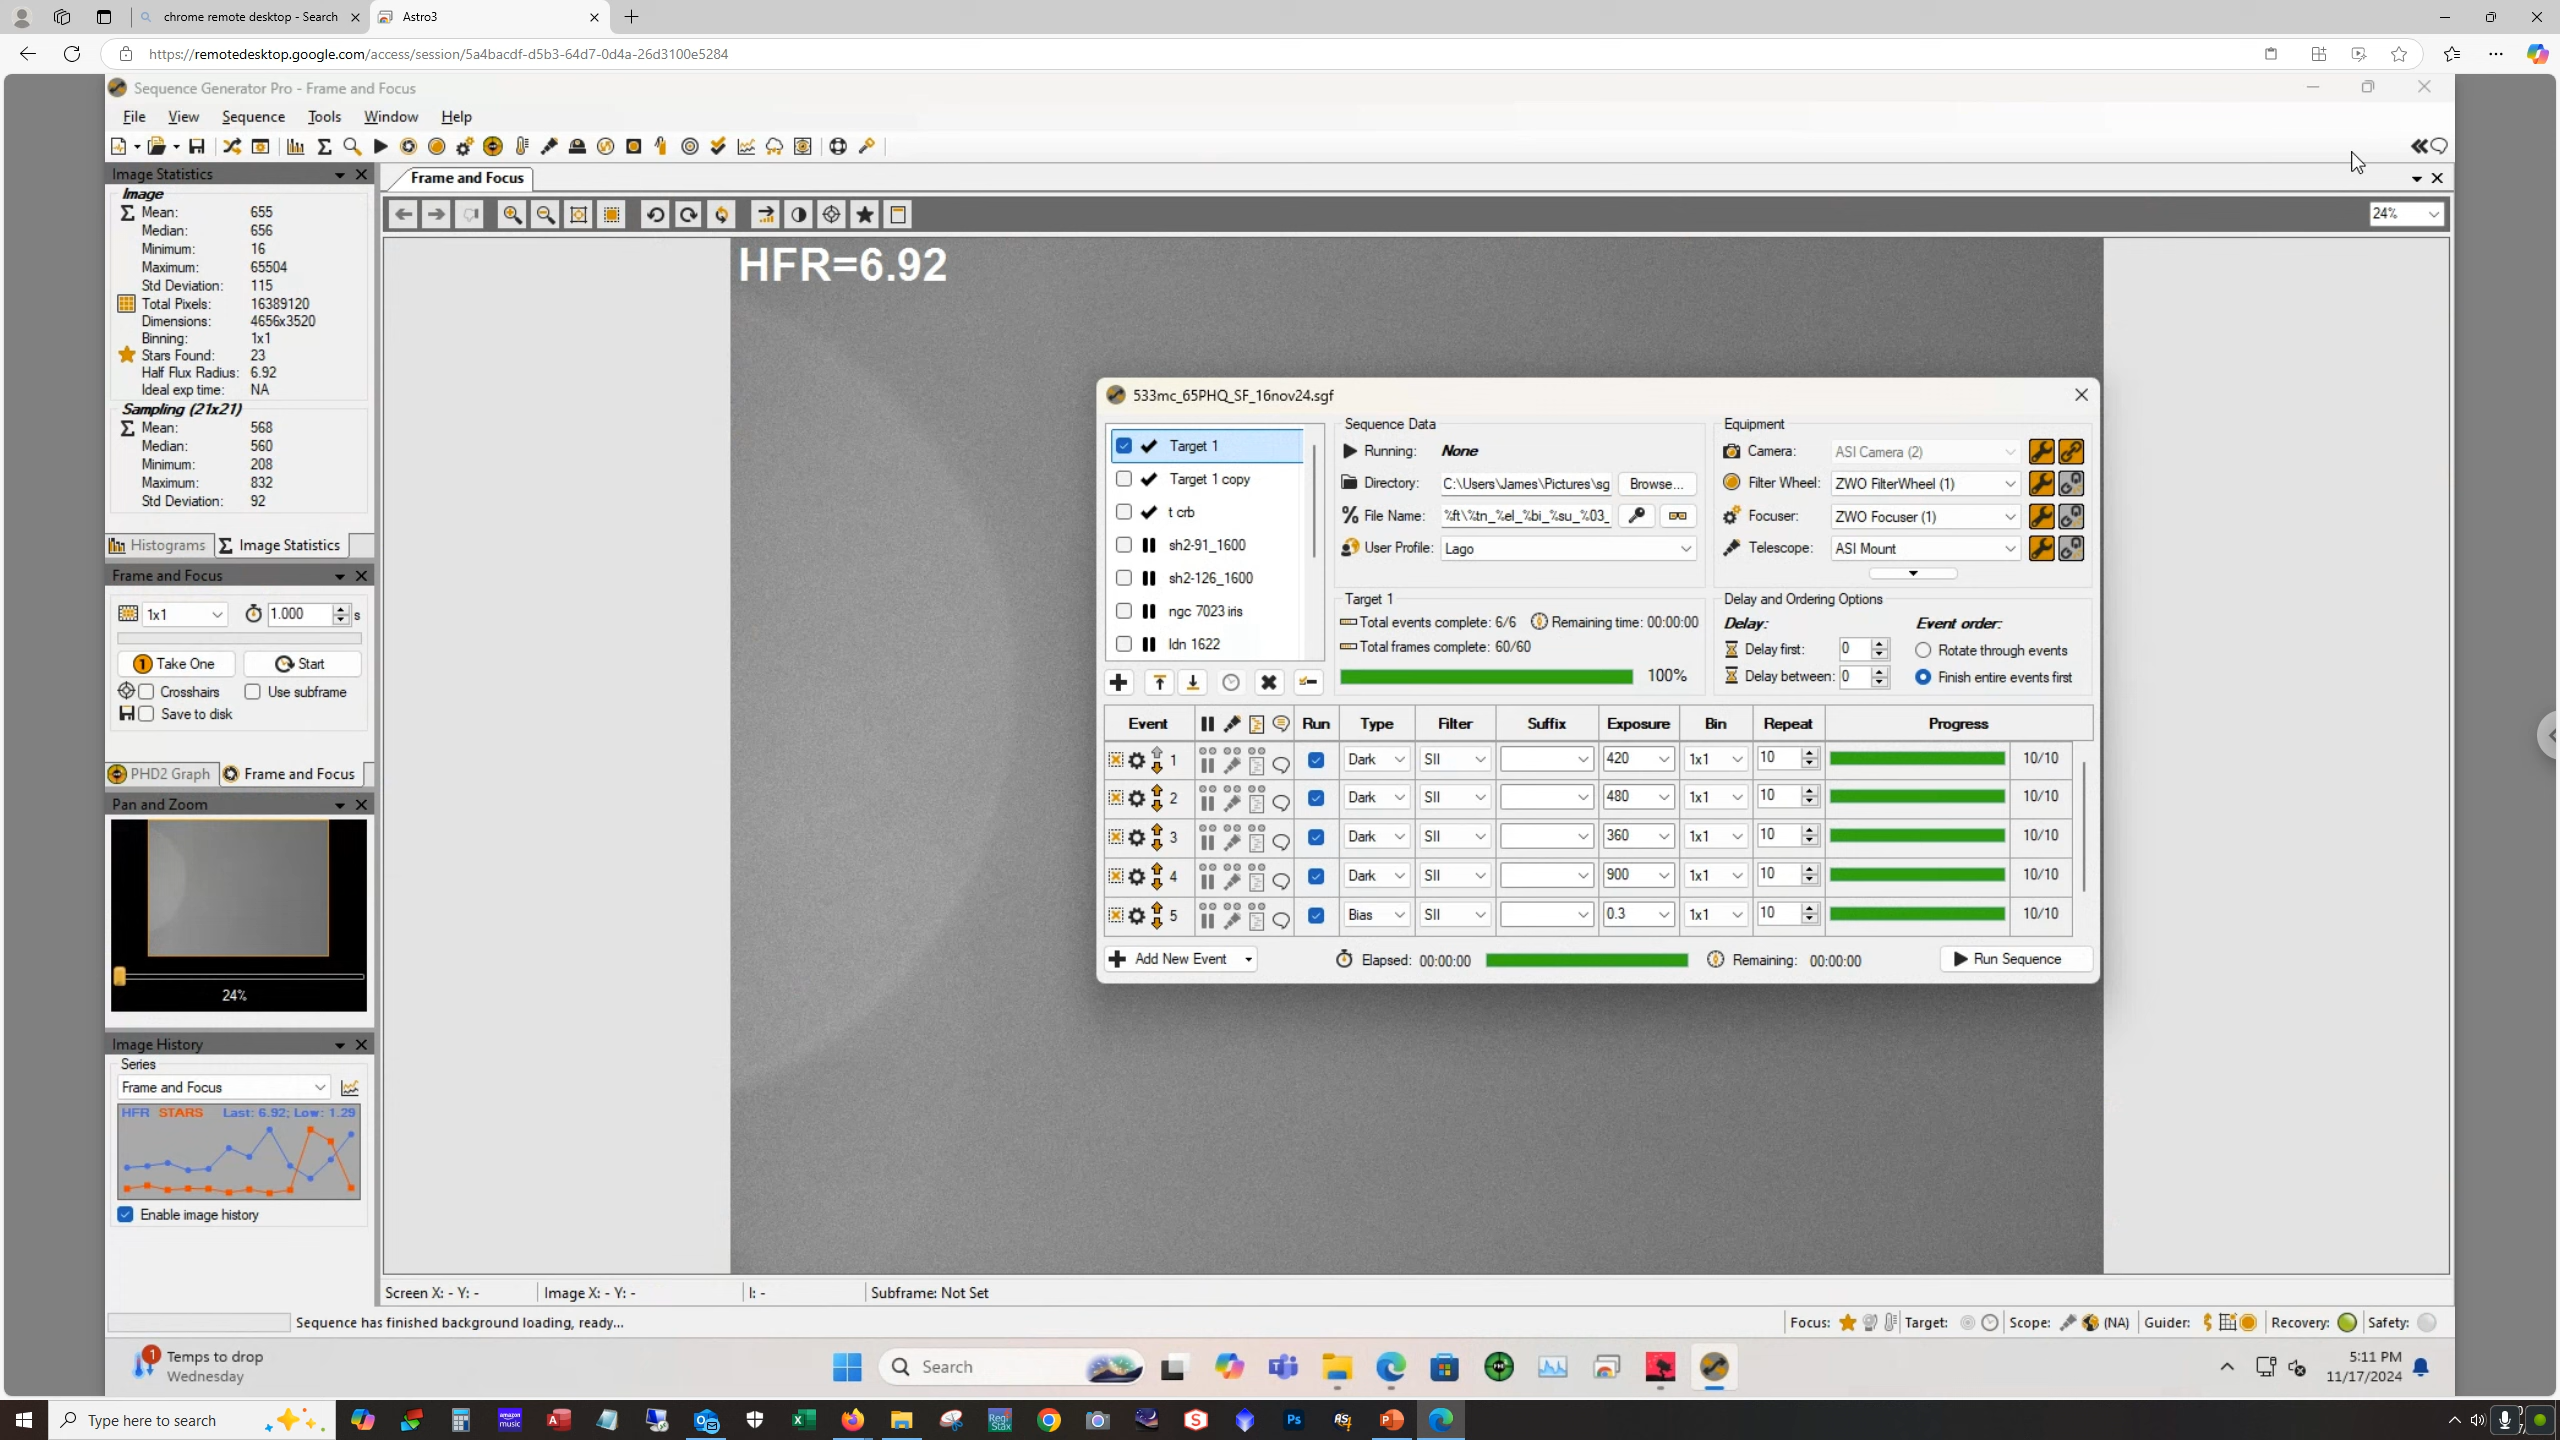 chrome remote desktop - Search
Astro3
https://remotedesktop.google.com/access/session/5a4bacdf-d5b3-64d7-0d4a-26d3100e5284
Sequence Generator Pro - Frame and Focus
File View Sequence Tools Window Help
Image Statistics
Image
Mean: 655
Median: 656
Minimum: 16
Maximum: 65504
Std Deviation: 115
Total Pixels: 16389120
Dimensions: 4656x3520
Binning: 1x1
Stars Found: 23
Half Flux Radius: 6.92
Ideal exp time: NA
Sampling (21x21)
Mean: 568
Median: 560
Minimum: 208
Maximum: 832
Std Deviation: 92
Histograms Image Statistics
Frame and Focus
1x1 1.000 s
Take One Start
Crosshairs Use subframe
Save to disk
PHD2 Graph Frame and Focus
Pan and Zoom
24%
Image History
Series
Frame and Focus
HFR STARS Last: 6.92; Low: 1.29
Enable image history
Frame and Focus
24%
HFR=6.92
533mc_65PHQ_SF_16nov24.sgf
Target 1
Target 1 copy
t crb
sh2-91_1600
sh2-126_1600
ngc 7023 iris
ldn 1622
Sequence Data
Running: None
Directory: C:\Users\James\Pictures\sg Browse...
File Name: %ft\%tn_%el_%bi_%su_%03_
User Profile: Lago
Equipment
Camera: ASI Camera (2)
Filter Wheel: ZWO FilterWheel (1)
Focuser: ZWO Focuser (1)
Telescope: ASI Mount
Target 1
Total events complete: 6/6 Remaining time: 00:00:00
Total frames complete: 60/60
100%
Delay and Ordering Options
Delay: Event order:
Delay first: 0 Rotate through events
Delay between: 0 Finish entire events first
Event Run Type Filter Suffix Exposure Bin Repeat Progress
1 Dark SII 420 1x1 10 10/10
2 Dark SII 480 1x1 10 10/10
3 Dark SII 360 1x1 10 10/10
4 Dark SII 900 1x1 10 10/10
5 Bias SII 0.3 1x1 10 10/10
Add New Event Elapsed: 00:00:00 Remaining: 00:00:00 Run Sequence
Screen X: - Y: - Image X: - Y: - I: - Subframe: Not Set
Sequence has finished background loading, ready...
Focus: Target: Scope: (NA) Guider: Recovery: Safety:
1
Temps to drop
Wednesday
Search
5:11 PM
11/17/2024
Type here to search